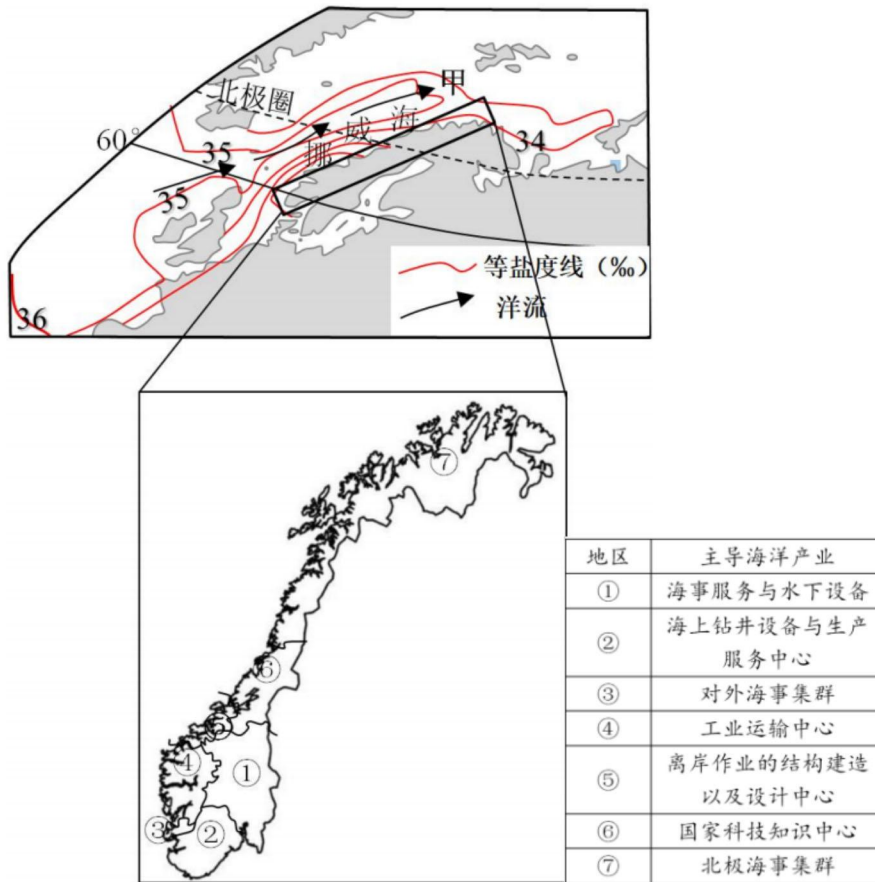 甲
北极圈
海
威
60°
挪
35
34
35
等盐度线（‰）
洋流
36
⑦
⑥
⑤
④
①
③
②
地区 主导海洋产业
① 海事服务与水下设备
② 海上钻井设备与生产
服务中心
③ 对外海事集群
④ 工业运输中心
⑤ 离岸作业的结构建造
以及设计中心
⑥ 国家科技知识中心
⑦ 北极海事集群